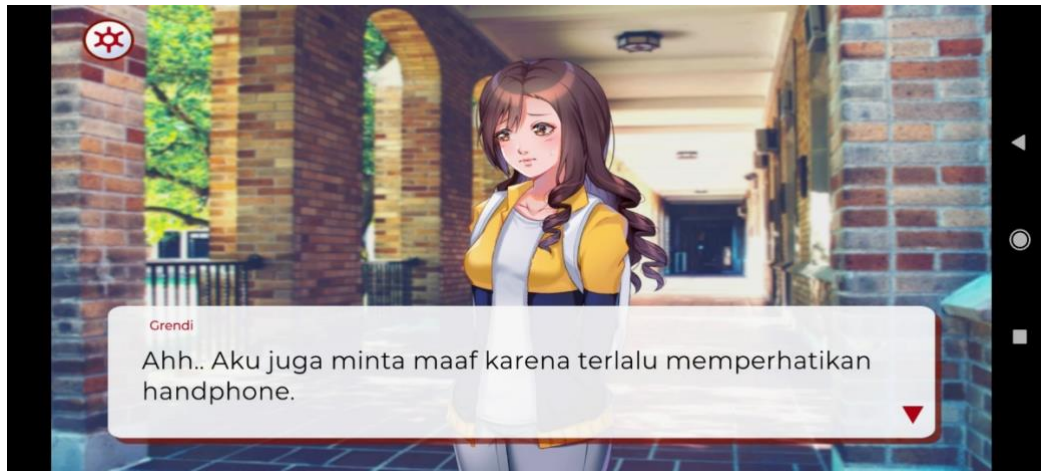 Grendi
Ahh.. Aku juga minta maaf karena terlalu memperhatikan
handphone.